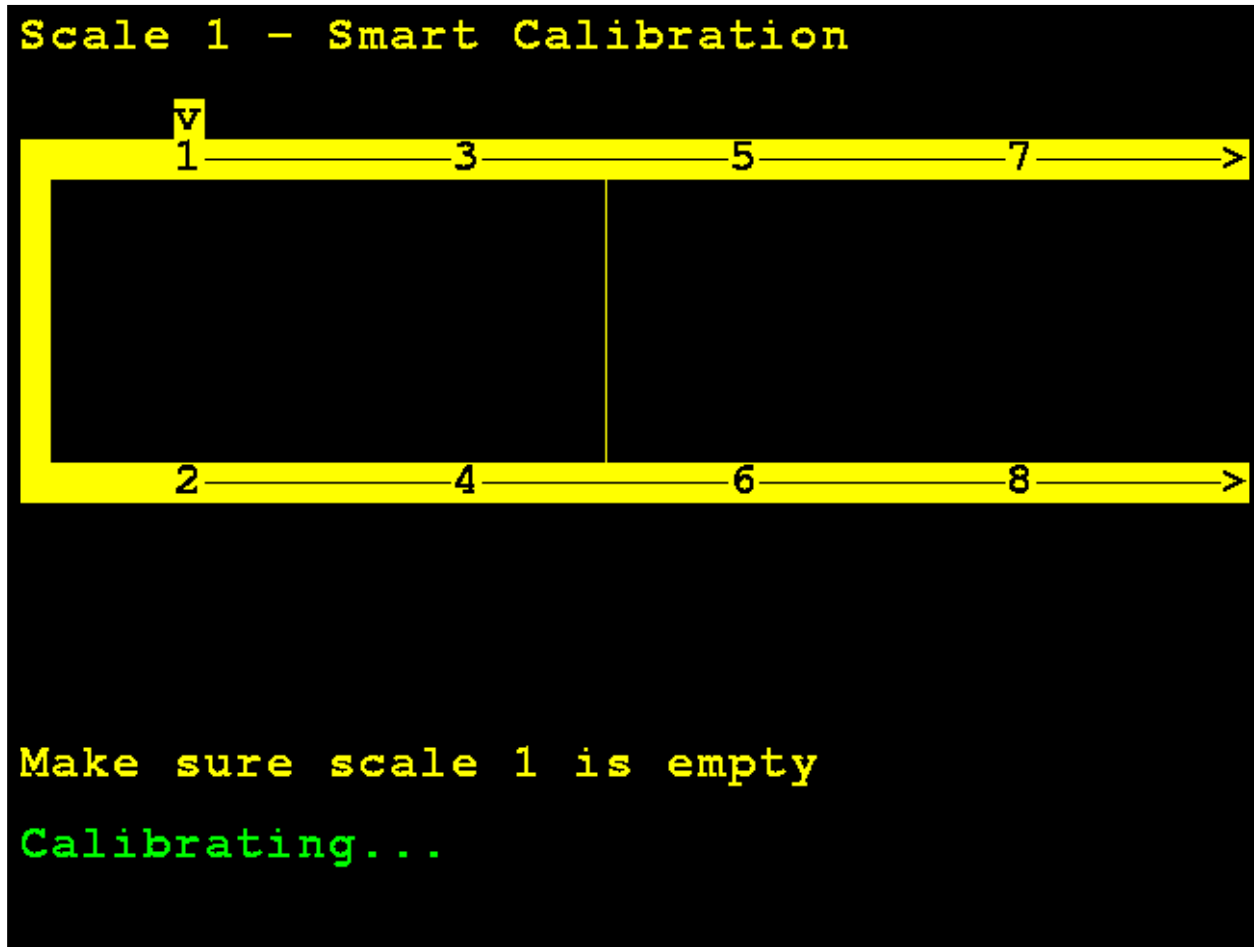 Scale 1 - Smart Calibration
v
1 3 5 7 >
2 4 6 8 >
Make sure scale 1 is empty
Calibrating...